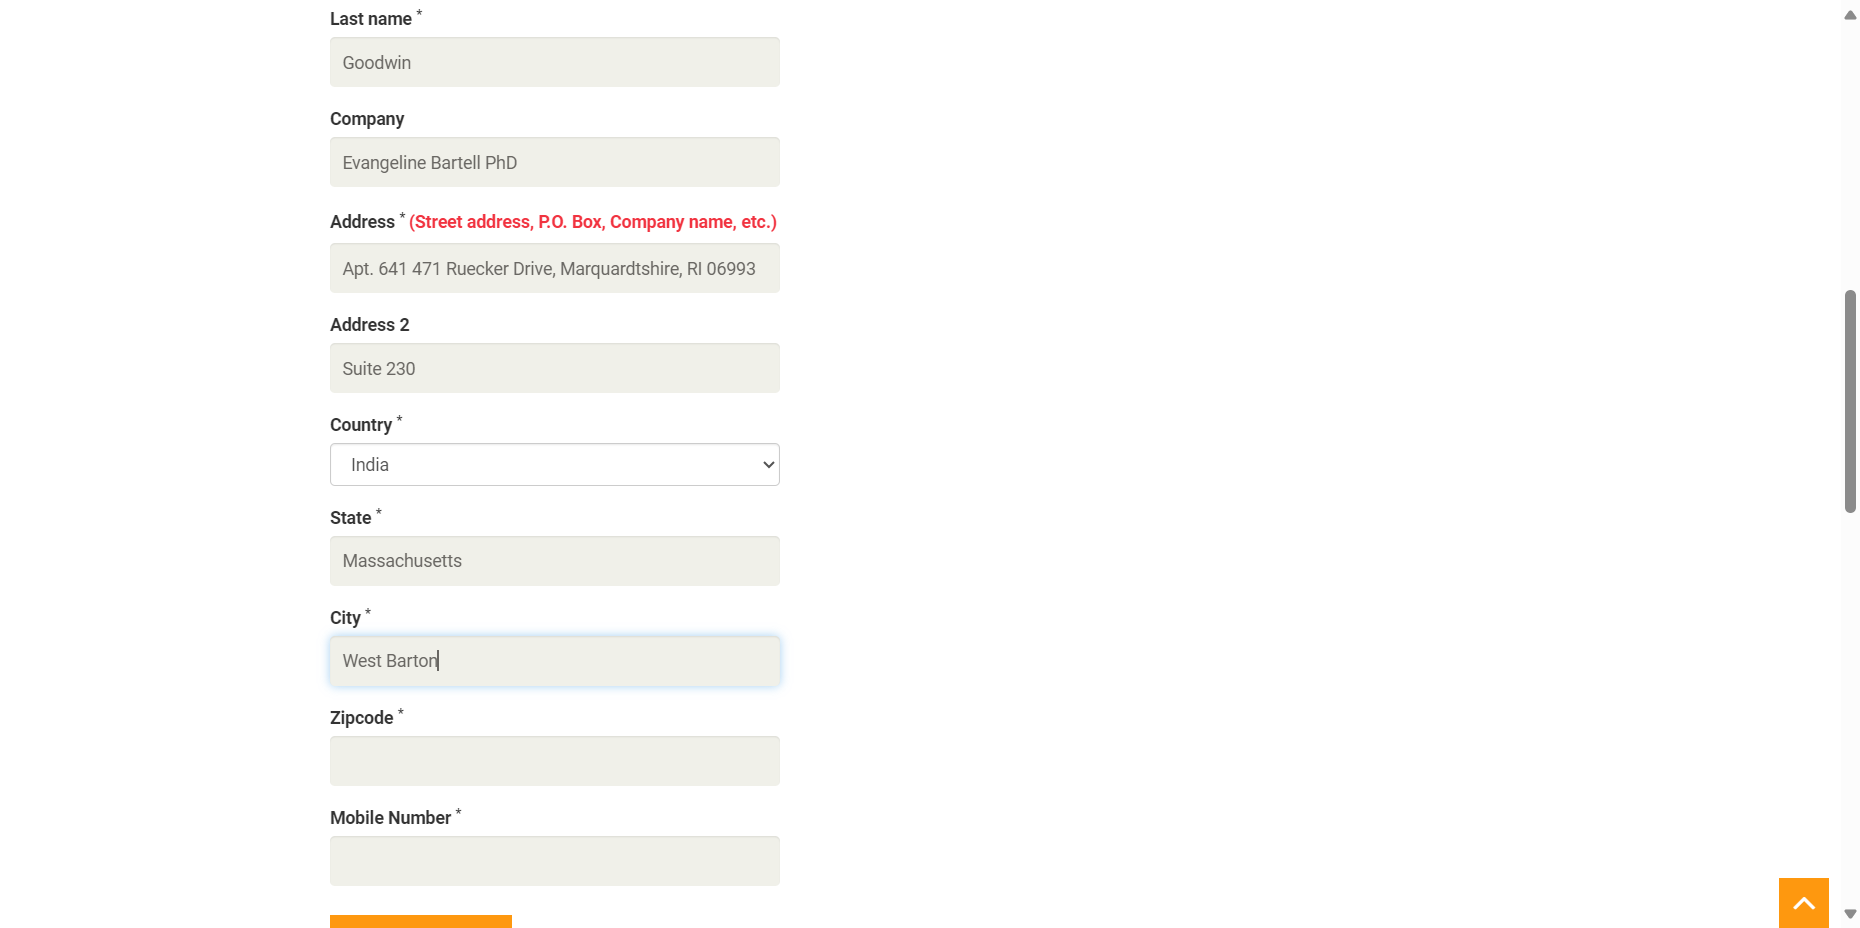 Last name *
Goodwin
Company
Evangeline Bartell PhD
Address * (Street address, P.O. Box, Company name, etc.)
Apt. 641 471 Ruecker Drive, Marquardtshire, RI 06993
Address 2
Suite 230
Country *
India
State *
Massachusetts
City *
West Barton
Zipcode *
Mobile Number *